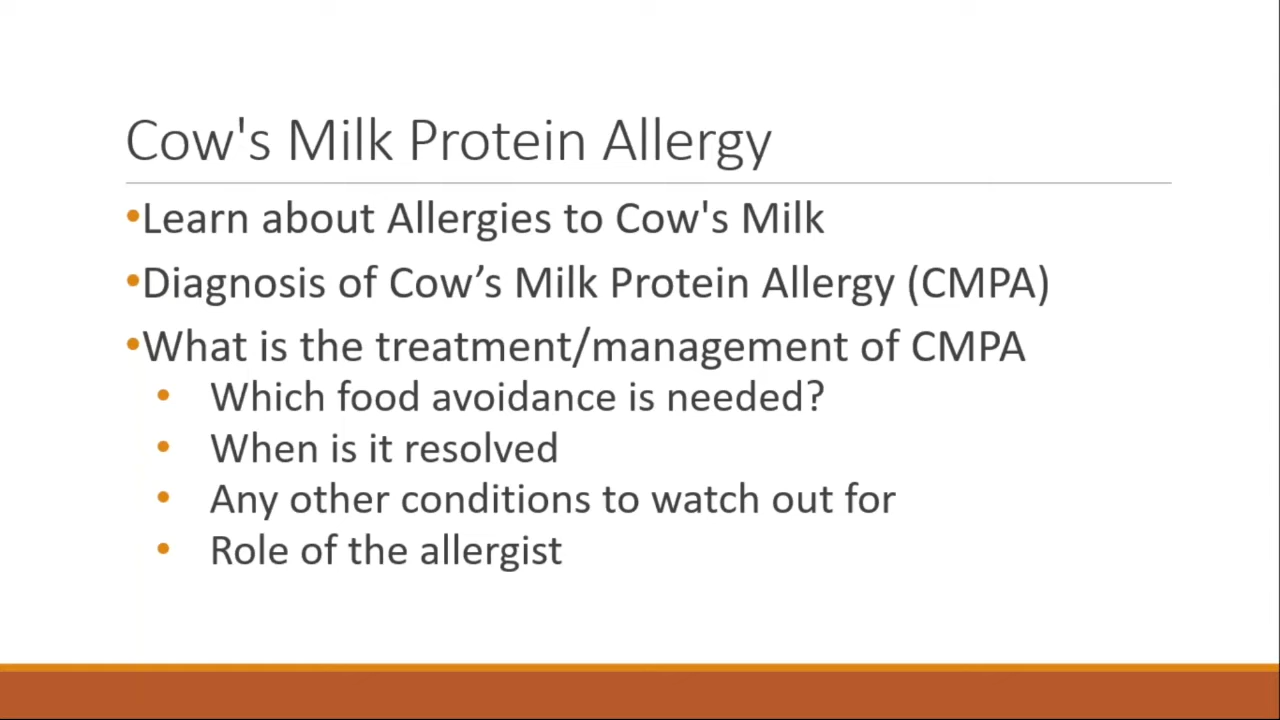 Cow's Milk Protein Allergy
•Learn about Allergies to Cow's Milk
•Diagnosis of Cow’s Milk Protein Allergy (CMPA)
•What is the treatment/management of CMPA
• Which food avoidance is needed?
• When is it resolved
• Any other conditions to watch out for
• Role of the allergist